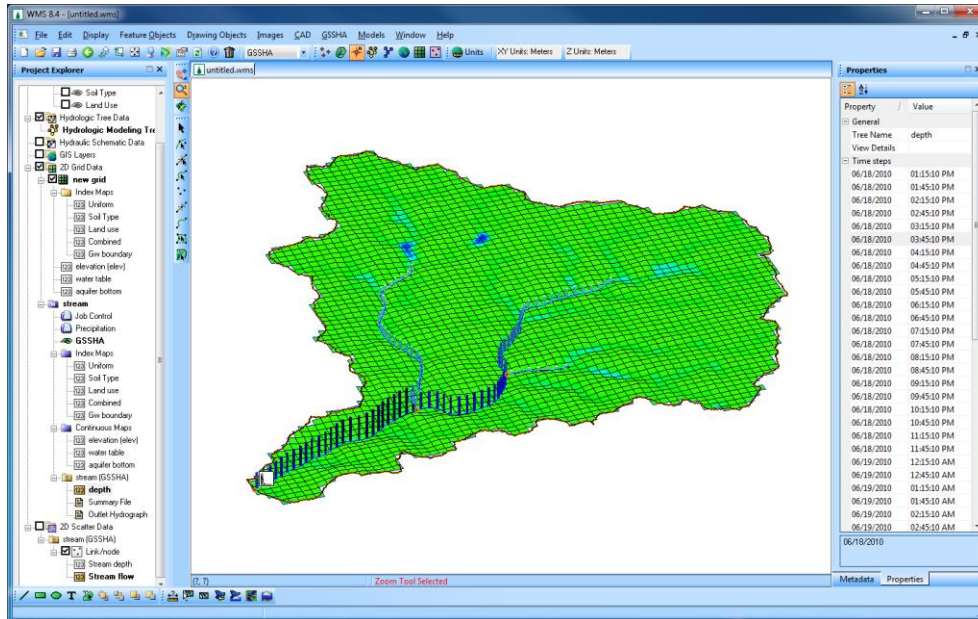 WMS 8.4 - [untitled.wms]
File Edit Display Feature Objects Drawing Objects Images CAD GSSHA Models Window Help
GSSHA Units XY Units: Meters Z Units: Meters
Project Explorer
Soil Type
Land Use
Hydrologic Tree Data
Hydrologic Modeling Tre
Hydraulic Schematic Data
GIS Layers
2D Grid Data
new grid
Index Maps
Uniform
Soil Type
Land use
Combined
Gw boundary
elevation (elev)
water table
aquifer bottom
stream
Job Control
Precipitation
GSSHA
Index Maps
Uniform
Soil Type
Land use
Combined
Gw boundary
Continuous Maps
elevation (elev)
water table
aquifer bottom
stream (GSSHA)
depth
Summary File
Outlet Hydrograph
2D Scatter Data
stream (GSSHA)
Link/node
Stream depth
Stream flow
untitled.wms
(?, ?) Zoom Tool Selected
Properties
Property / Value
General
Tree Name depth
View Details
Time steps
06/18/2010 01:15:10 PM
06/18/2010 01:45:10 PM
06/18/2010 02:15:10 PM
06/18/2010 02:45:10 PM
06/18/2010 03:15:10 PM
06/18/2010 03:45:10 PM
06/18/2010 04:15:10 PM
06/18/2010 04:45:10 PM
06/18/2010 05:15:10 PM
06/18/2010 05:45:10 PM
06/18/2010 06:15:10 PM
06/18/2010 06:45:10 PM
06/18/2010 07:15:10 PM
06/18/2010 07:45:10 PM
06/18/2010 08:15:10 PM
06/18/2010 08:45:10 PM
06/18/2010 09:15:10 PM
06/18/2010 09:45:10 PM
06/18/2010 10:15:10 PM
06/18/2010 10:45:10 PM
06/18/2010 11:15:10 PM
06/18/2010 11:45:10 PM
06/19/2010 12:15:10 AM
06/19/2010 12:45:10 AM
06/19/2010 01:15:10 AM
06/19/2010 01:45:10 AM
06/19/2010 02:15:10 AM
06/19/2010 02:45:10 AM
06/18/2010
Metadata Properties